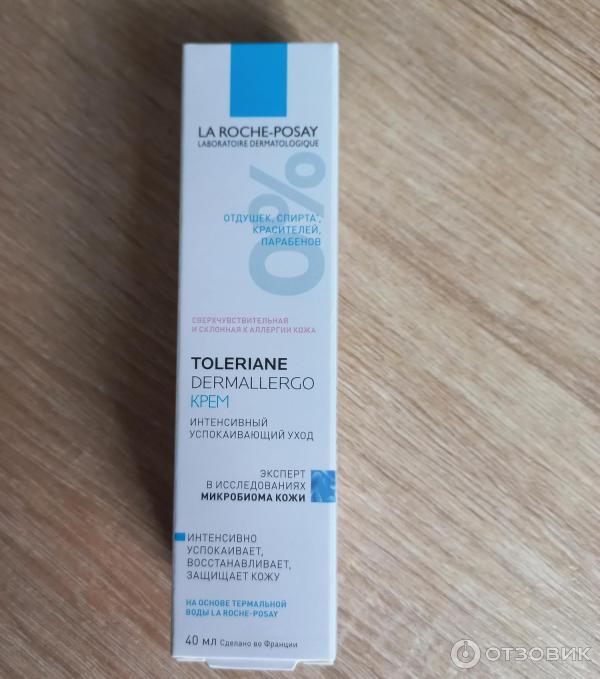 LA ROCHE-POSAY
LABORATOIRE DERMATOLOGIQUE
0%
ОТДУШЕК, СПИРТА*,
КРАСИТЕЛЕЙ,
ПАРАБЕНОВ
СВЕРХЧУВСТВИТЕЛЬНАЯ
И СКЛОННАЯ К АЛЛЕРГИИ КОЖА
TOLERIANE
DERMALLERGO
КРЕМ
ИНТЕНСИВНЫЙ
УСПОКАИВАЮЩИЙ УХОД
ЭКСПЕРТ
В ИССЛЕДОВАНИЯХ
МИКРОБИОМА КОЖИ
ИНТЕНСИВНО
УСПОКАИВАЕТ,
ВОССТАНАВЛИВАЕТ,
ЗАЩИЩАЕТ КОЖУ
НА ОСНОВЕ ТЕРМАЛЬНОЙ
ВОДЫ LA ROCHE-POSAY
40 МЛ Сделано во Франции
ОТЗОВИК